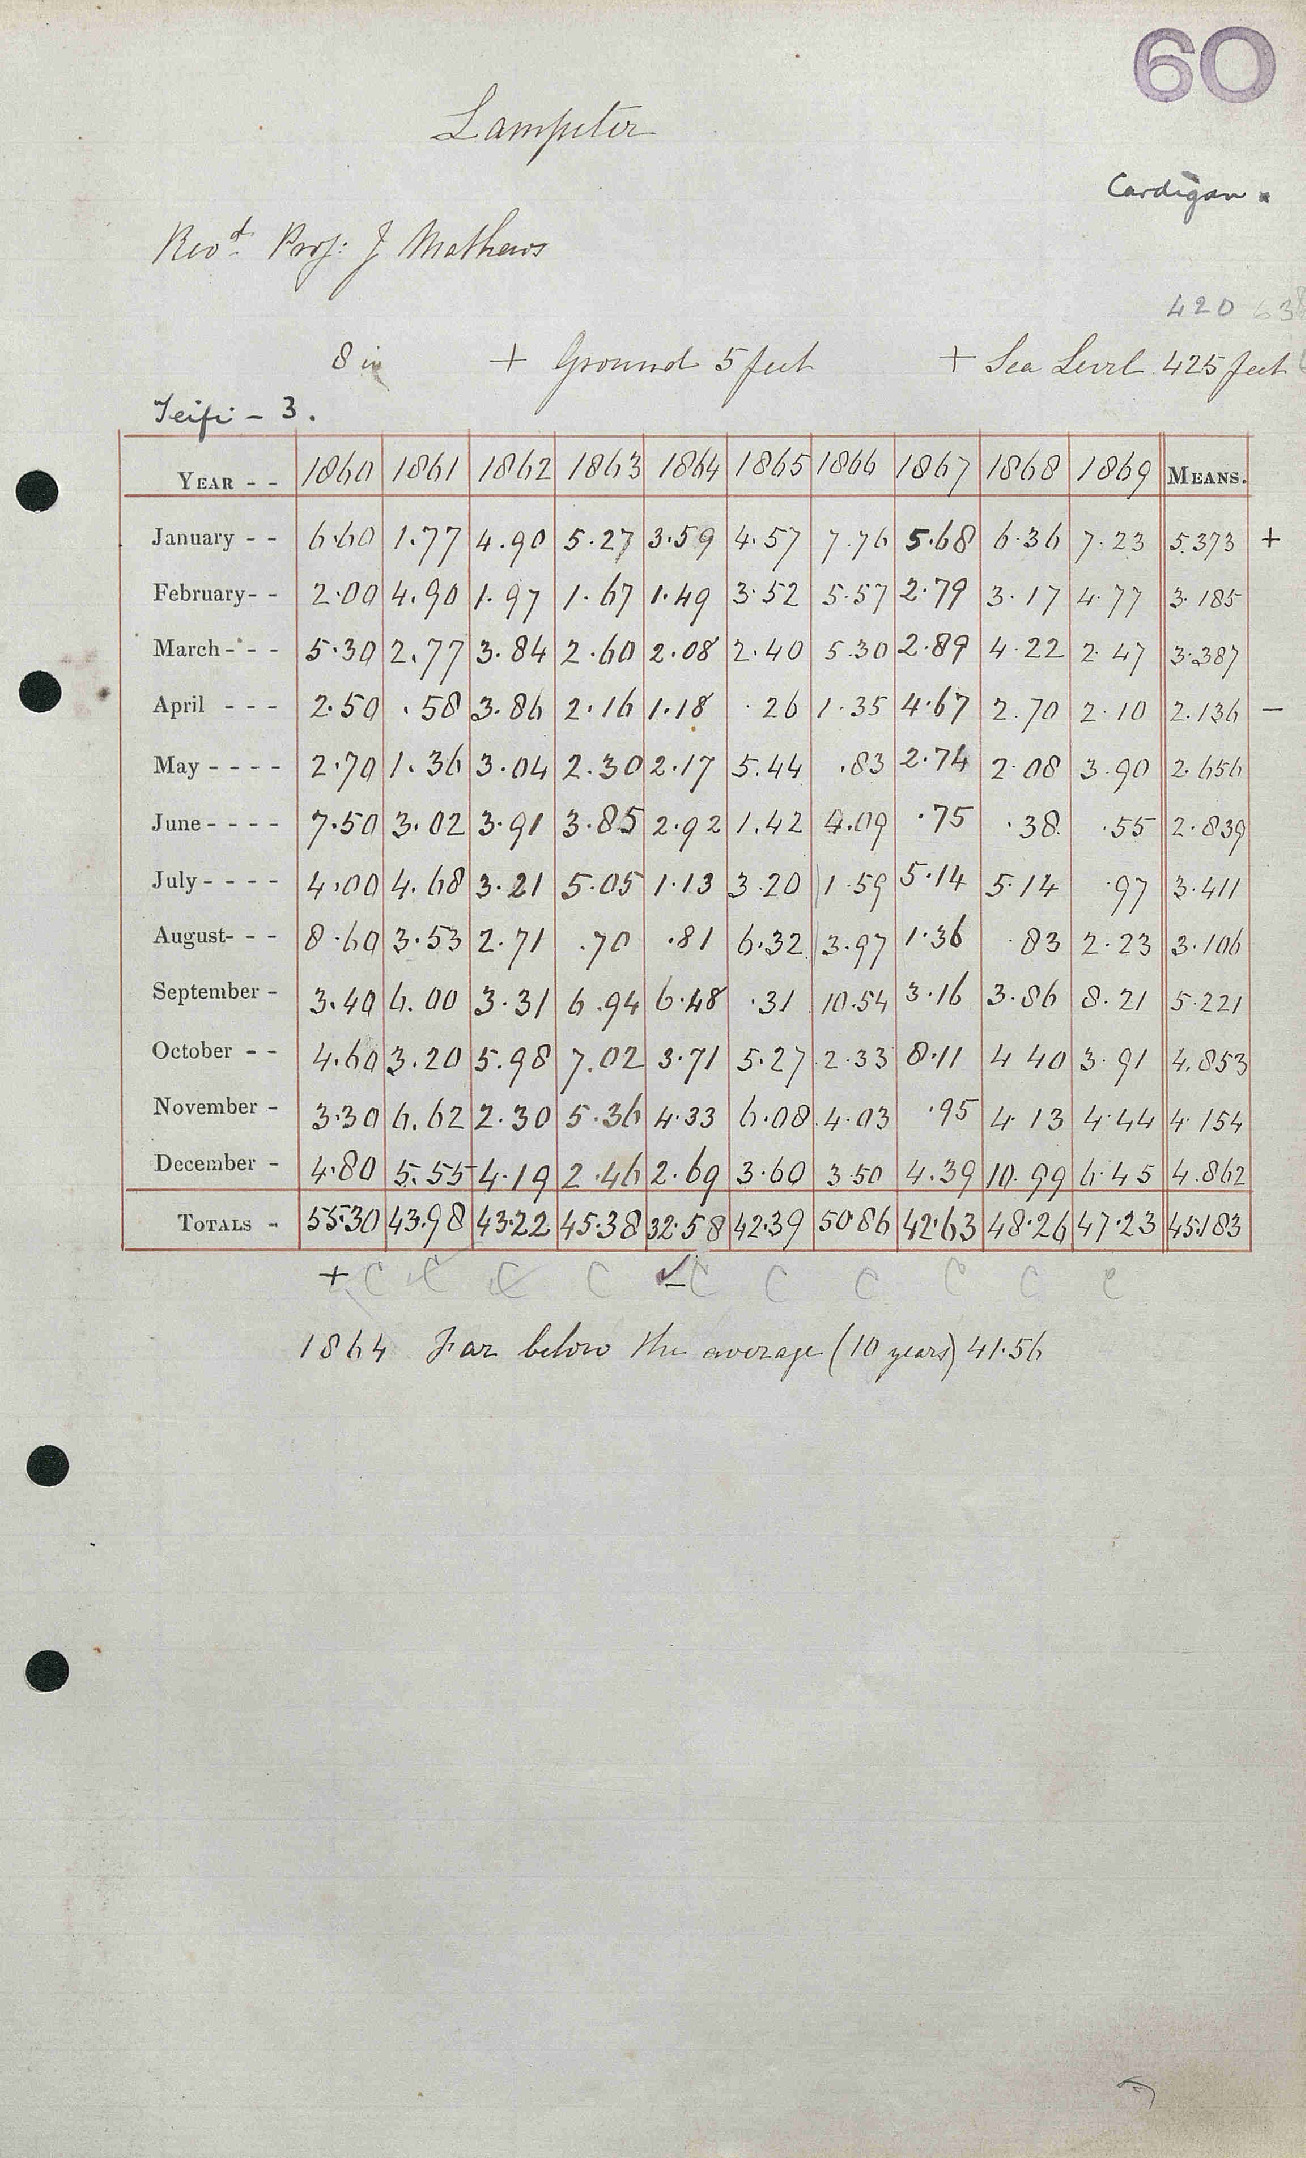 60
Lampeter
Cardigan.
Revd. Prof: J Mathews
420
8 in + Ground 5 feet + Sea Level 425 feet
Teifi - 3.
YEAR - - 1860 1861 1862 1863 1864 1865 1866 1867 1868 1869 MEANS.
January - - 6.60 1.77 4.90 5.27 3.59 4.57 7.76 5.68 6.36 7.23 5.373 +
February - - 2.00 4.90 1.97 1.67 1.49 3.52 5.57 2.79 3.17 4.77 3.185
March - - - 5.30 2.77 3.84 2.60 2.08 2.40 5.30 2.89 4.22 2.47 3.387
April - - - 2.50 .58 3.86 2.16 1.18 .26 1.35 4.67 2.70 2.10 2.136 -
May - - - - 2.70 1.36 3.04 2.30 2.17 5.44 .83 2.74 2.08 3.90 2.656
June - - - - 7.50 3.02 3.91 3.85 2.92 1.42 4.09 .75 .38 .55 2.839
July - - - - 4.00 4.68 3.21 5.05 1.13 3.20 1.59 5.14 5.14 .97 3.411
August - - - 8.60 3.53 2.71 .70 .81 6.32 3.97 1.36 .83 2.23 3.106
September - 3.40 6.00 3.31 6.94 6.48 .31 10.54 3.16 3.86 8.21 5.221
October - - 4.60 3.20 5.98 7.02 3.71 5.27 2.33 8.11 4.40 3.91 4.853
November - 3.30 6.62 2.30 5.36 4.33 6.08 4.03 .95 4.13 4.44 4.154
December - 4.80 5.55 4.19 2.46 2.69 3.60 3.50 4.39 10.99 6.45 4.862
TOTALS - 55.30 43.98 43.22 45.38 32.58 42.39 50.86 42.63 48.26 47.23 45.183
+ C C C C - C C C C C C
1864 Far below the average (10 years) 41.56